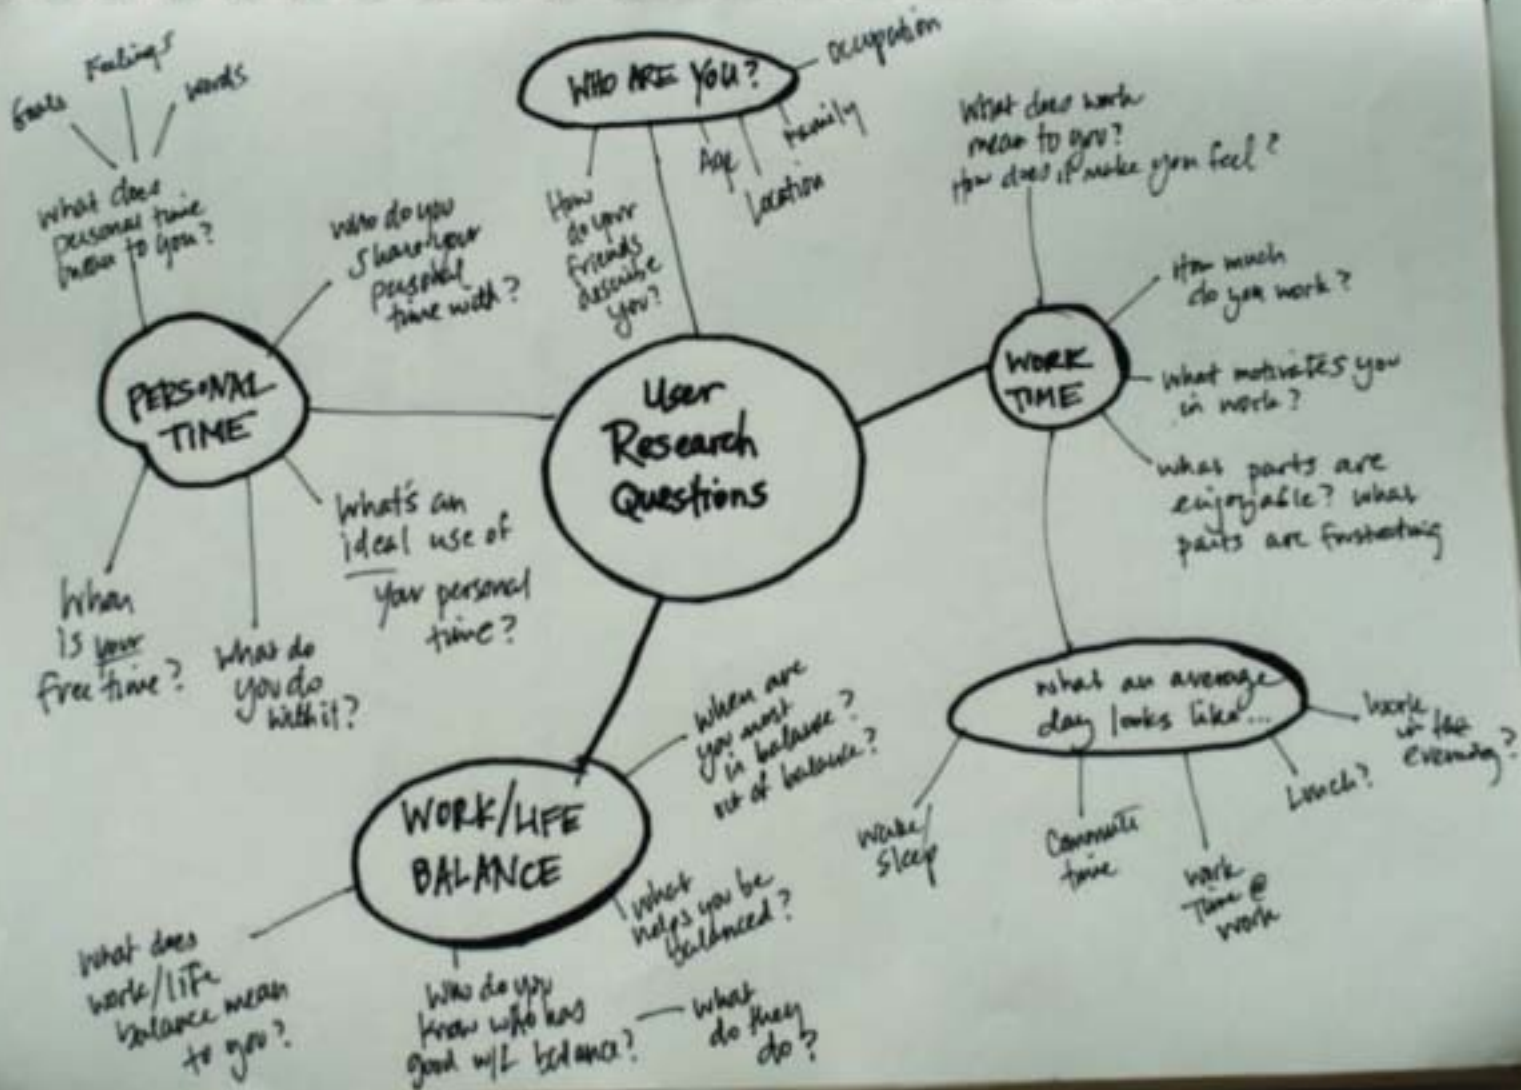 WHO ARE YOU?
occupation
Family
Location
Age
How
do your
friends
describe
you?
Goals
Feelings
words
What does
personal time
mean to you?
Who do you
share your
personal
time with?
PERSONAL
TIME
When
is your
free time?
What do
you do
with it?
What's an
ideal use of
your personal
time?
User
Research
Questions
What does work
mean to you?
How does it make you feel?
WORK
TIME
How much
do you work?
what motivates you
in work?
what parts are
enjoyable? what
parts are frustrating
what an average
day looks like...
wake/
sleep
Commute
time
work
Time @
work
Lunch?
work
in the
evening?
WORK/LIFE
BALANCE
When are
you most
in balance?
out of balance?
What
helps you be
balanced?
Who do you
know who has
good w/L balance?
what
do they
do?
What does
work/life
balance mean
to you?